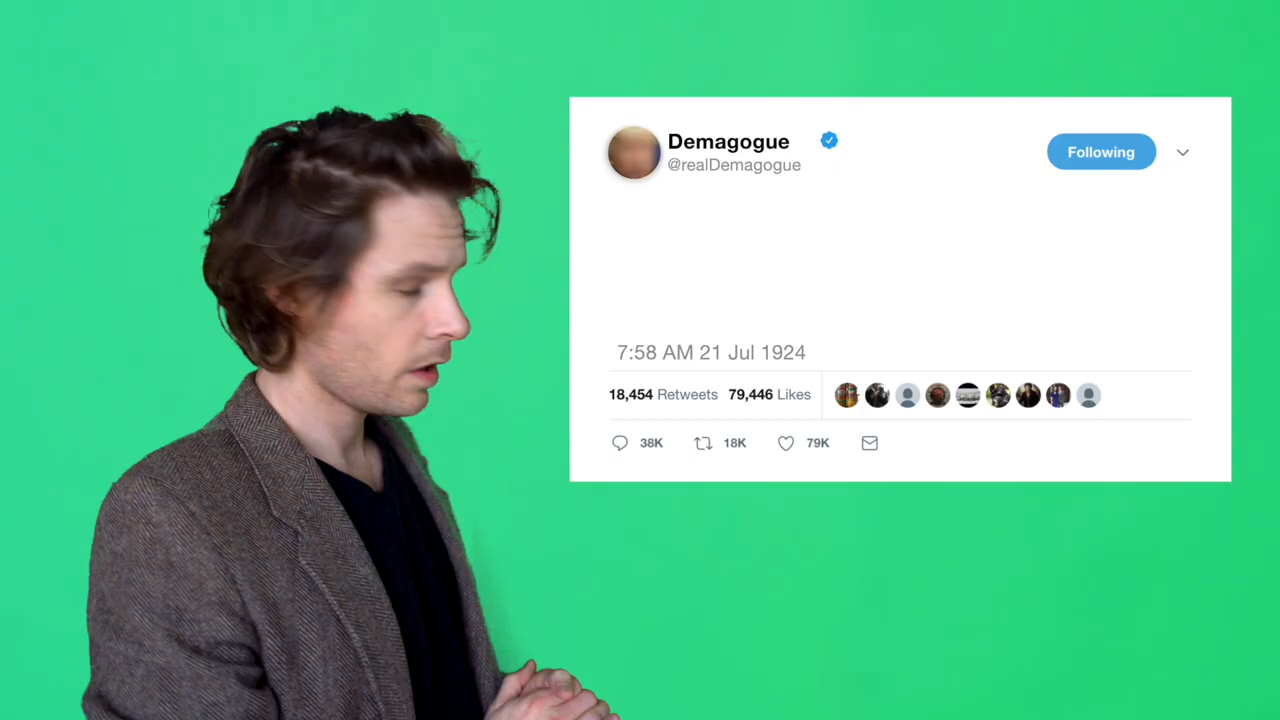 Demagogue
@realDemagogue
Following
7:58 AM 21 Jul 1924
18,454 Retweets 79,446 Likes
38K 18K 79K